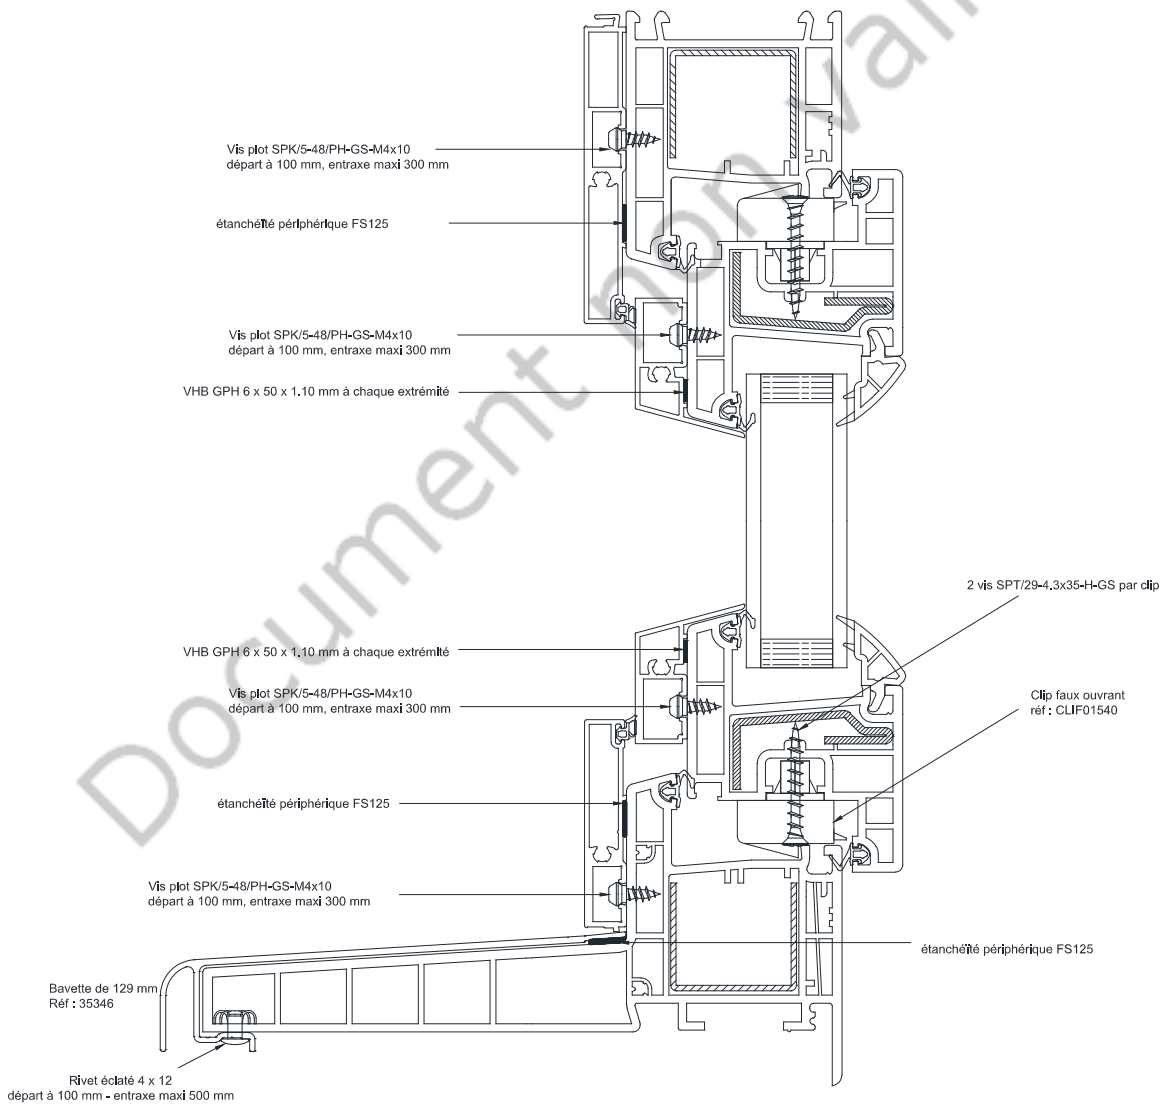 Document non vali
Vis plot SPK/5-48/PH-GS-M4x10
départ à 100 mm, entraxe maxi 300 mm
étanchéité périphérique FS125
Vis plot SPK/5-48/PH-GS-M4x10
départ à 100 mm, entraxe maxi 300 mm
VHB GPH 6 x 50 x 1.10 mm à chaque extrémité
2 vis SPT/29-4.3x35-H-GS par clip
VHB GPH 6 x 50 x 1.10 mm à chaque extrémité
Vis plot SPK/5-48/PH-GS-M4x10
départ à 100 mm, entraxe maxi 300 mm
Clip faux ouvrant
réf : CLIF01540
étanchéité périphérique FS125
Vis plot SPK/5-48/PH-GS-M4x10
départ à 100 mm, entraxe maxi 300 mm
étanchéité périphérique FS125
Bavette de 129 mm
Réf : 35346
Rivet éclaté 4 x 12
départ à 100 mm - entraxe maxi 500 mm